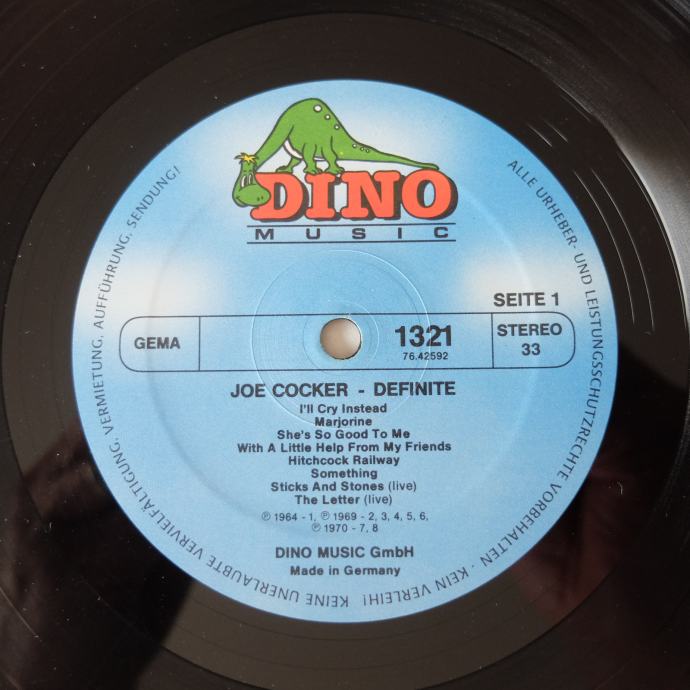 DINO
MUSIC
SEITE 1
GEMA
1321
76.42592
STEREO
33
JOE COCKER - DEFINITE
I'll Cry Instead
Marjorine
She's So Good To Me
With A Little Help From My Friends
Hitchcock Railway
Something
Sticks And Stones (live)
The Letter (live)
℗ 1964 - 1, ℗ 1969 - 2, 3, 4, 5, 6,
℗ 1970 - 7, 8
DINO MUSIC GmbH
Made in Germany
ALLE URHEBER- UND LEISTUNGSSCHUTZRECHTE VORBEHALTEN · KEIN VERLEIH! KEINE UNERLAUBTE VERVIELFÄLTIGUNG, VERMIETUNG, AUFFÜHRUNG, SENDUNG!